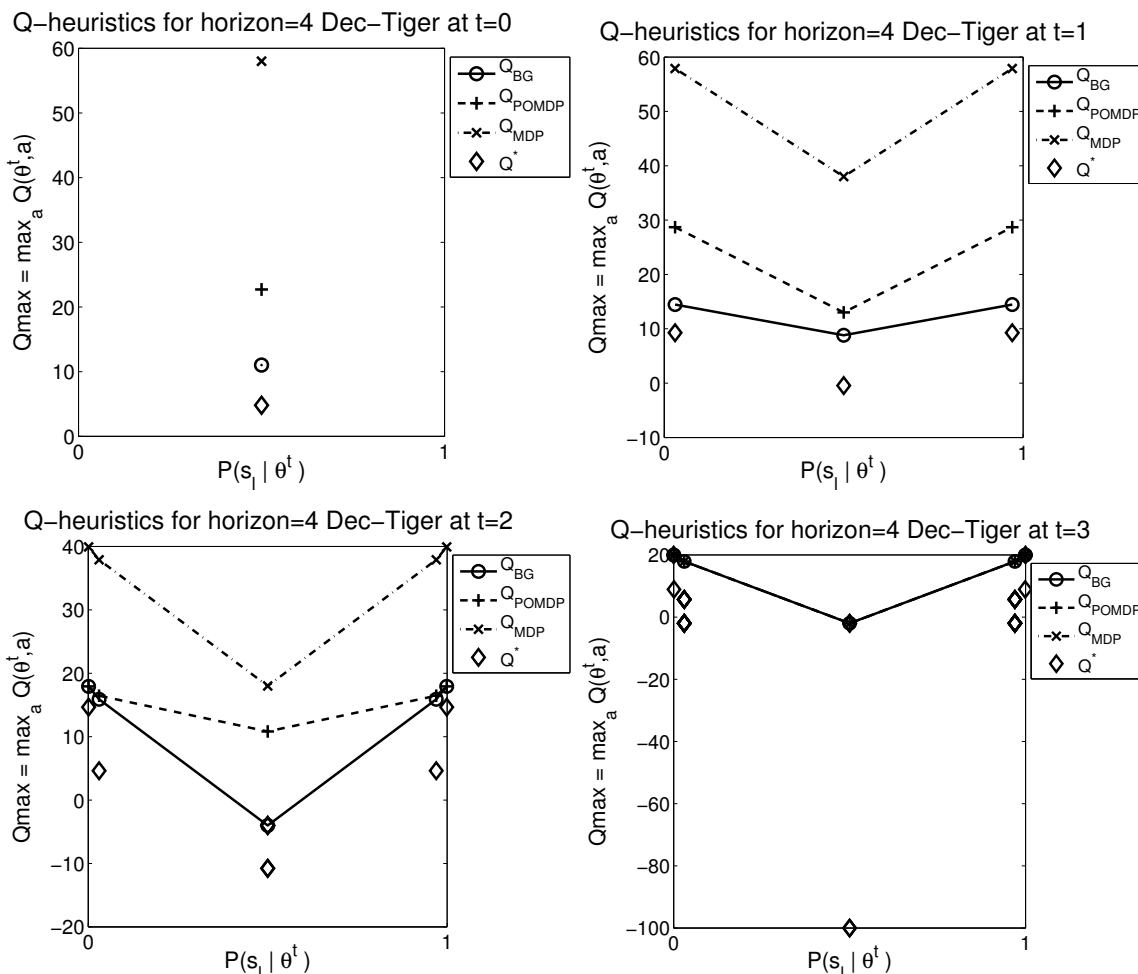 Q−heuristics for horizon=4 Dec−Tiger at t=0
60
50
40
30
20
10
0
0
1
Qmax = max_a Q(θ^t,a)
P(s_l | θ^t )
Q_BG
Q_POMDP
Q_MDP
Q^*
Q−heuristics for horizon=4 Dec−Tiger at t=1
60
50
40
30
20
10
0
−10
0
1
Qmax = max_a Q(θ^t,a)
P(s_l | θ^t )
Q_BG
Q_POMDP
Q_MDP
Q^*
Q−heuristics for horizon=4 Dec−Tiger at t=2
40
30
20
10
0
−10
−20
0
1
Qmax = max_a Q(θ^t,a)
P(s_l | θ^t )
Q_BG
Q_POMDP
Q_MDP
Q^*
Q−heuristics for horizon=4 Dec−Tiger at t=3
20
0
−20
−40
−60
−80
−100
0
1
Qmax = max_a Q(θ^t,a)
P(s_l | θ^t )
Q_BG
Q_POMDP
Q_MDP
Q^*